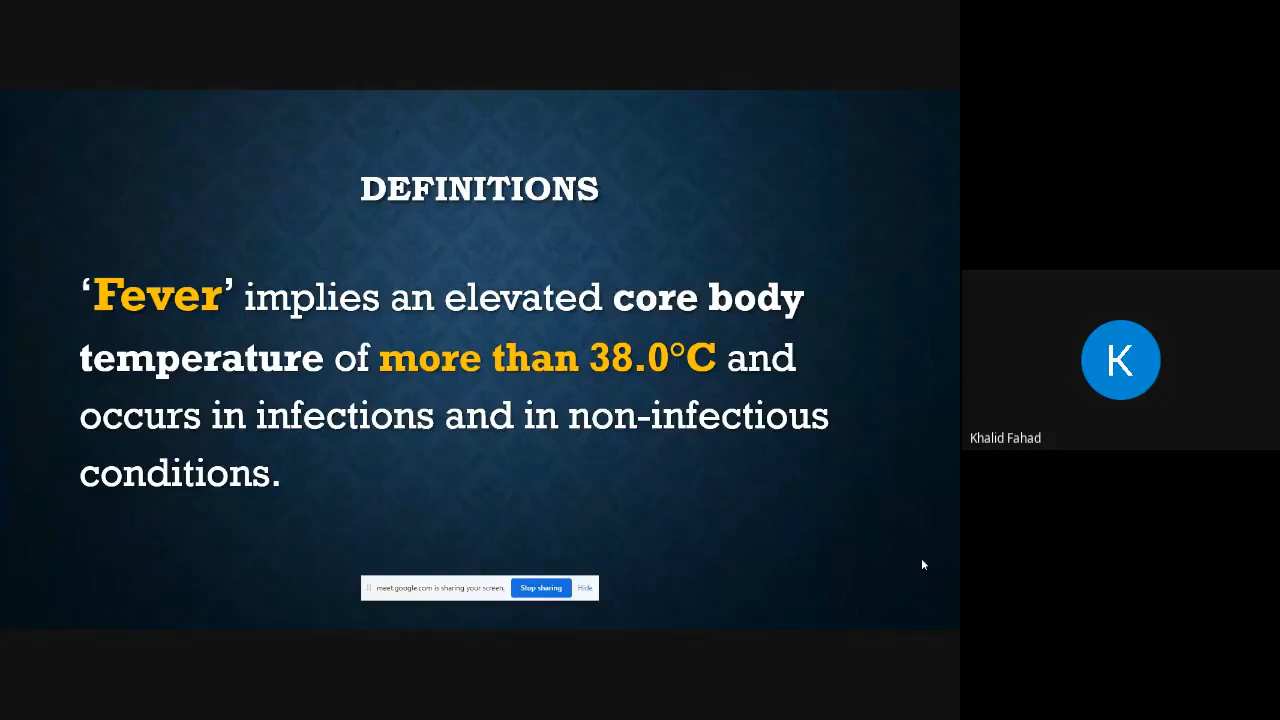 DEFINITIONS
‘Fever’ implies an elevated core body
temperature of more than 38.0°C and
occurs in infections and in non-infectious
conditions.
meet.google.com is sharing your screen. Stop sharing Hide
K
Khalid Fahad